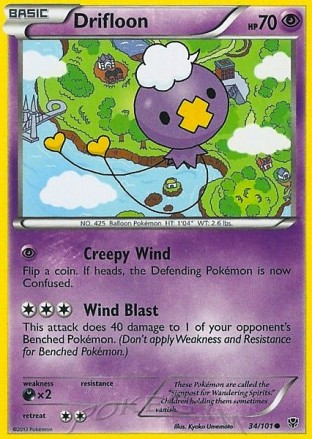 BASIC
Drifloon
HP 70
NO. 425 Balloon Pokémon HT: 1'04" WT: 2.6 lbs.
Creepy Wind
Flip a coin. If heads, the Defending Pokémon is now
Confused.
Wind Blast
This attack does 40 damage to 1 of your opponent's
Benched Pokémon. (Don't apply Weakness and Resistance
for Benched Pokémon.)
weakness
resistance
×2
These Pokémon are called the
"Signpost for Wandering Spirits."
Children holding them sometimes
vanish.
retreat
Illus. Kyoko Umemoto
34/101
©2013 Pokémon